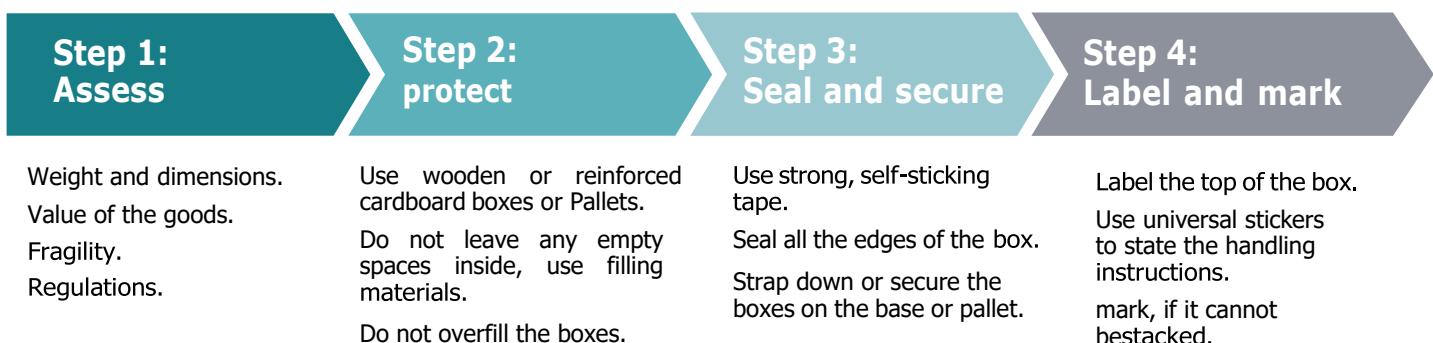 Step 1:
Assess
Weight and dimensions.
Value of the goods.
Fragility.
Regulations.
Step 2:
protect
Use wooden or reinforced
cardboard boxes or Pallets.
Do not leave any empty
spaces inside, use filling
materials.
Do not overfill the boxes.
Step 3:
Seal and secure
Use strong, self-sticking
tape.
Seal all the edges of the box.
Strap down or secure the
boxes on the base or pallet.
Step 4:
Label and mark
Label the top of the box.
Use universal stickers
to state the handling
instructions.
mark, if it cannot
bestacked.